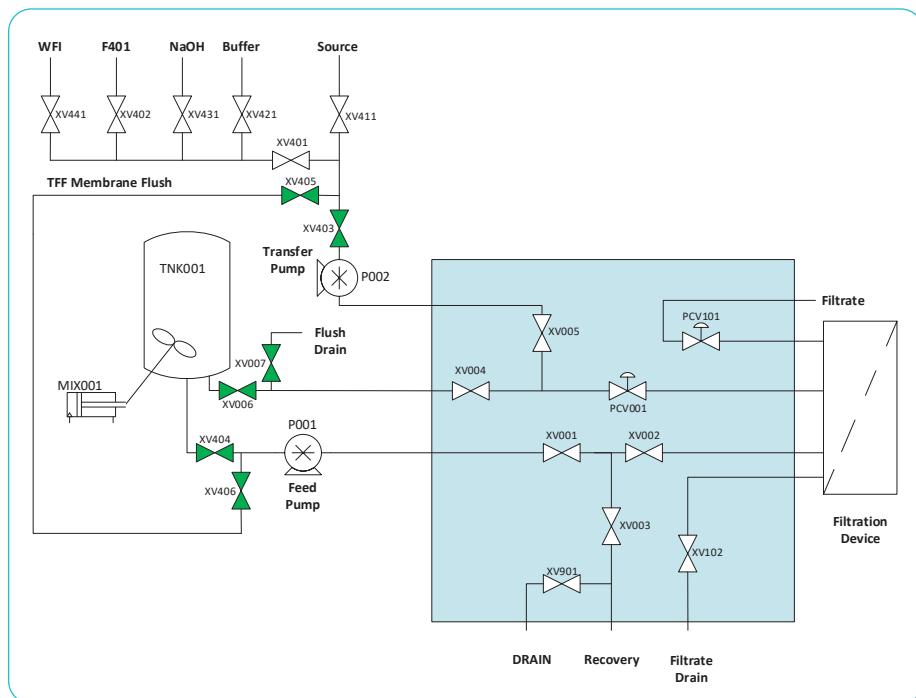 WFI
F401
NaOH
Buffer
Source
XV441
XV402
XV431
XV421
XV411
XV401
TFF Membrane Flush
XV405
XV403
Transfer
Pump
P002
TNK001
Filtrate
PCV101
Flush
Drain
XV005
XV007
XV004
MIX001
XV006
PCV001
P001
XV404
XV001
XV002
XV406
Feed
Pump
XV003
Filtration
Device
XV102
XV901
DRAIN
Recovery
Filtrate
Drain